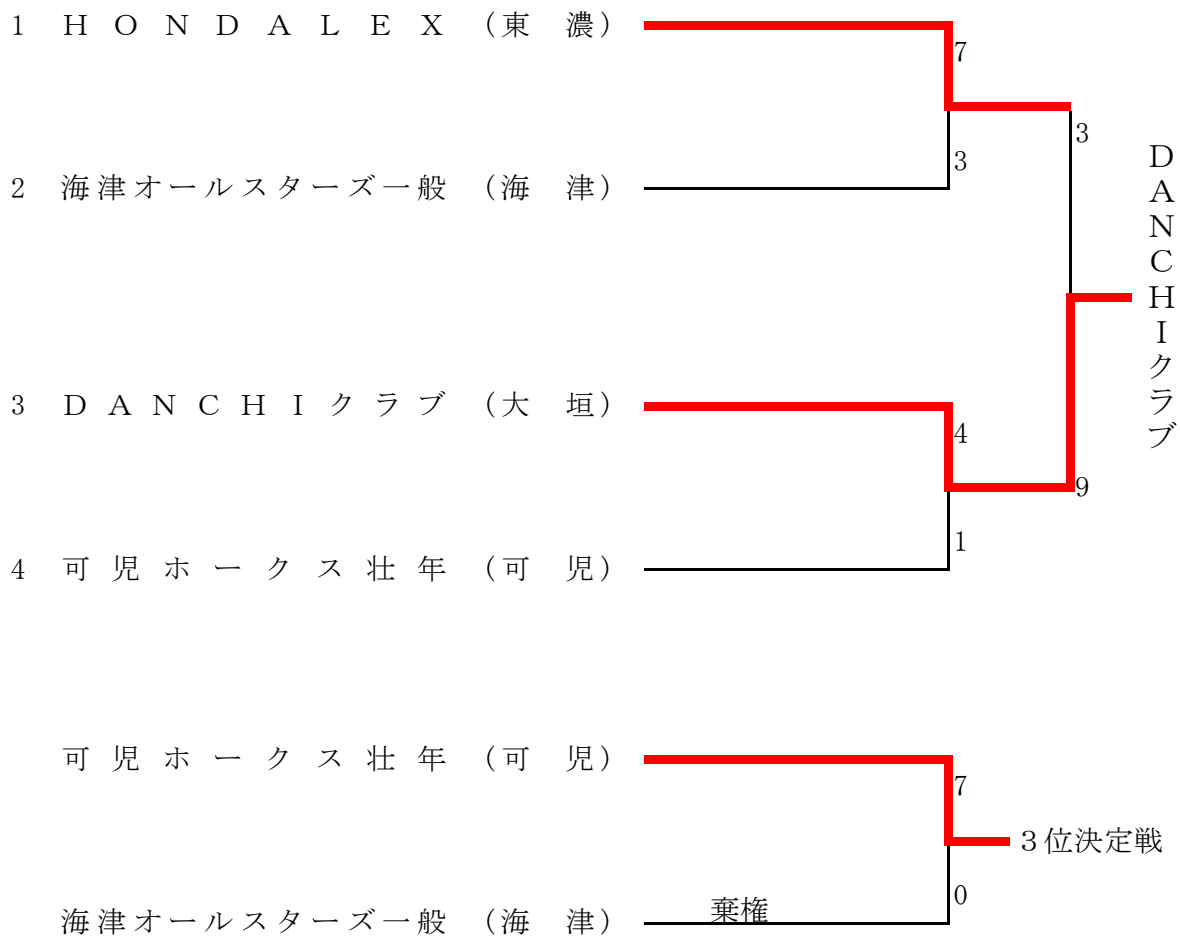 1 ＨＯＮＤＡＬＥＸ （東　濃）
7
3
3
2 海津オールスターズ一般 （海　津）
ＤＡＮＣＨＩクラブ
3 ＤＡＮＣＨＩクラブ （大　垣）
4
9
1
4 可児ホークス壮年 （可　児）
可児ホークス壮年 （可　児）
7
３位決定戦
0
海津オールスターズ一般 （海　津） 棄権